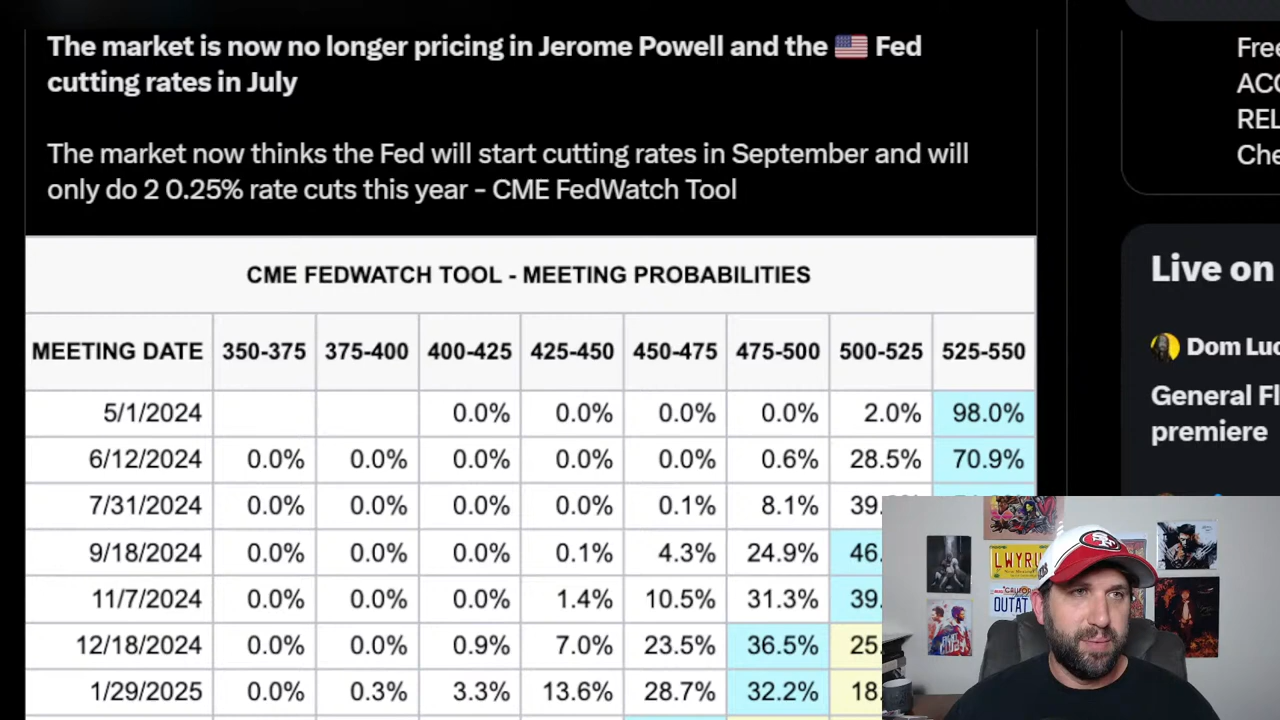 The market is now no longer pricing in Jerome Powell and the 🇺🇸 Fed
cutting rates in July
The market now thinks the Fed will start cutting rates in September and will
only do 2 0.25% rate cuts this year - CME FedWatch Tool
CME FEDWATCH TOOL - MEETING PROBABILITIES
MEETING DATE 350-375 375-400 400-425 425-450 450-475 475-500 500-525 525-550
5/1/2024 0.0% 0.0% 0.0% 0.0% 2.0% 98.0%
6/12/2024 0.0% 0.0% 0.0% 0.0% 0.0% 0.6% 28.5% 70.9%
7/31/2024 0.0% 0.0% 0.0% 0.0% 0.1% 8.1% 39.
9/18/2024 0.0% 0.0% 0.0% 0.1% 4.3% 24.9% 46.
11/7/2024 0.0% 0.0% 0.0% 1.4% 10.5% 31.3% 39.
12/18/2024 0.0% 0.0% 0.9% 7.0% 23.5% 36.5% 25.
1/29/2025 0.0% 0.3% 3.3% 13.6% 28.7% 32.2% 18.
Free
ACC
REL
Che
Live on
Dom Luc
General Fl
premiere
LWYRU
OUTAT
SF